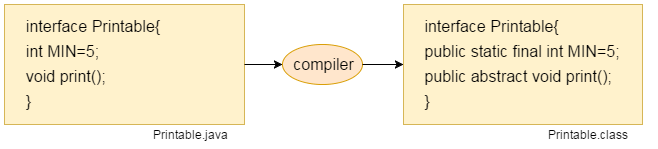 interface Printable{
int MIN=5;
void print();
}
Printable.java
compiler
interface Printable{
public static final int MIN=5;
public abstract void print();
}
Printable.class